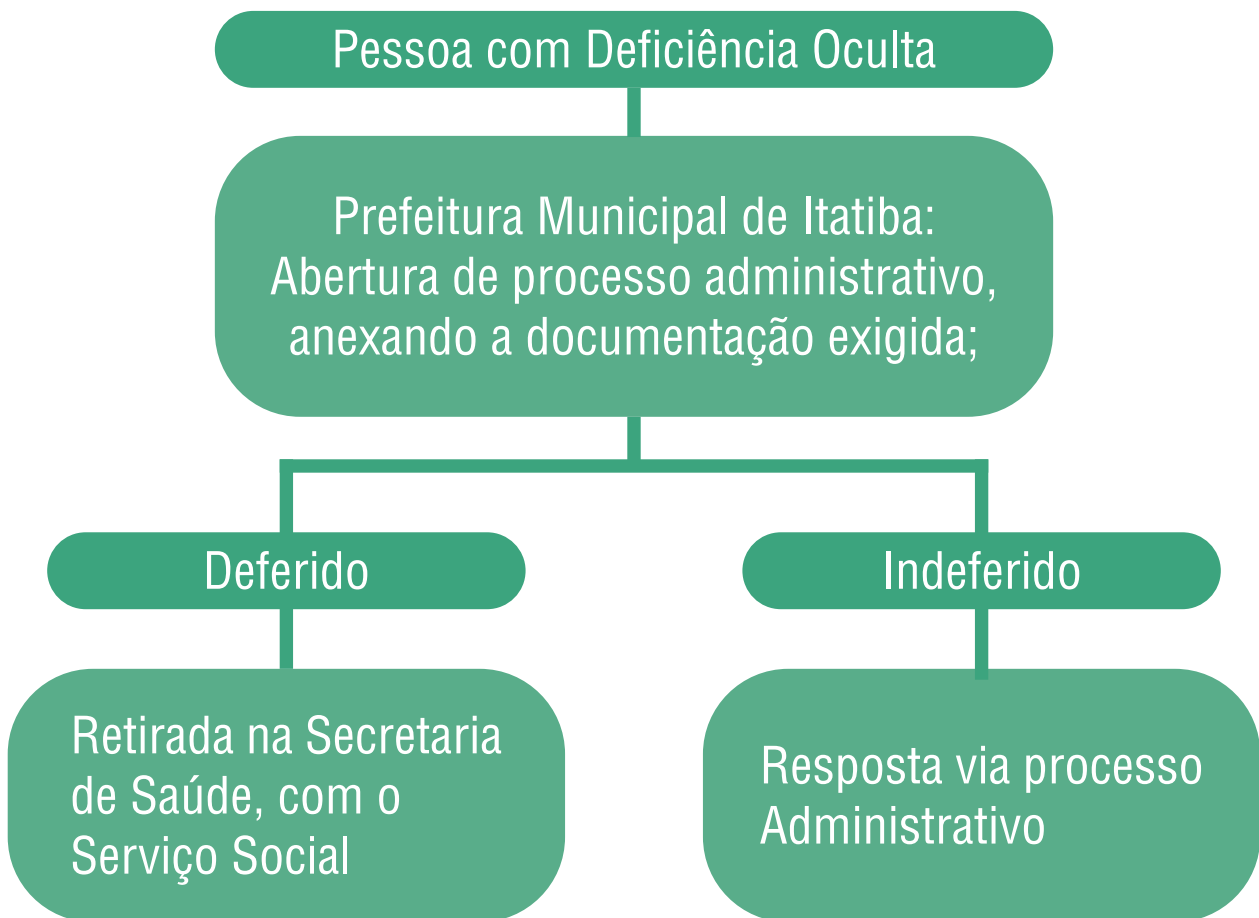 Pessoa com Deficiência Oculta
Prefeitura Municipal de Itatiba:
Abertura de processo administrativo,
anexando a documentação exigida;
Deferido
Indeferido
Retirada na Secretaria
de Saúde, com o
Serviço Social
Resposta via processo
Administrativo